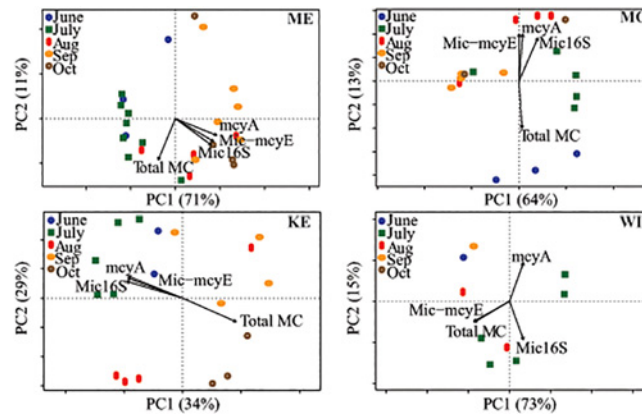 June
July
Aug
Sep
Oct
ME
mcyA
Mic-mcyE
Mic16S
Total MC
PC2 (11%)
PC1 (71%)
June
July
Aug
Sep
Oct
mcyA
Mic-mcyE
Mic16S
Total MC
PC2 (13%)
PC1 (64%)
June
July
Aug
Sep
Oct
KE
mcyA
Mic-mcyE
Mic16S
Total MC
PC2 (29%)
PC1 (34%)
June
July
Aug
Sep
Oct
WI
mcyA
Mic-mcyE
Total MC
Mic16S
PC2 (15%)
PC1 (73%)